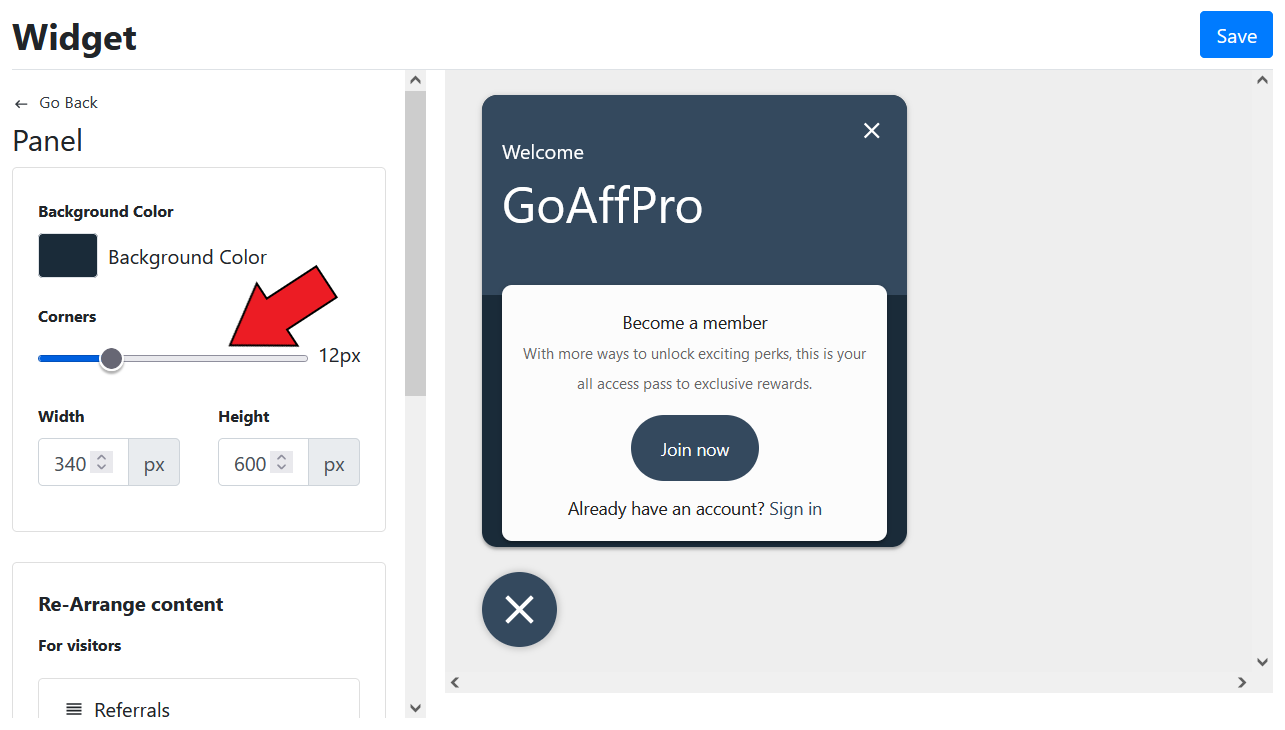 Widget
Save
Go Back
Panel
Background Color
Background Color
Corners
12px
Width
Height
340 px
600 px
Re-Arrange content
For visitors
Referrals
Welcome
GoAffPro
Become a member
With more ways to unlock exciting perks, this is your
all access pass to exclusive rewards.
Join now
Already have an account? Sign in